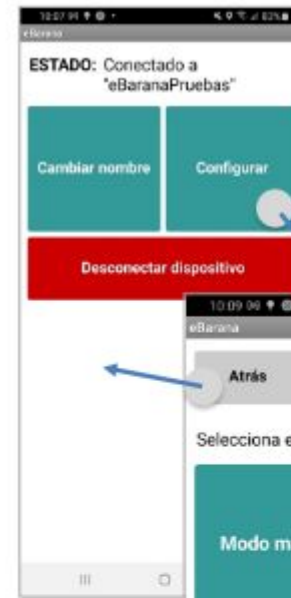 eBarana
ESTADO: Conectado a
"eBaranaPruebas"
Cambiar nombre
Configurar
Desconectar dispositivo
eBarana
Atrás
Selecciona e
Modo m